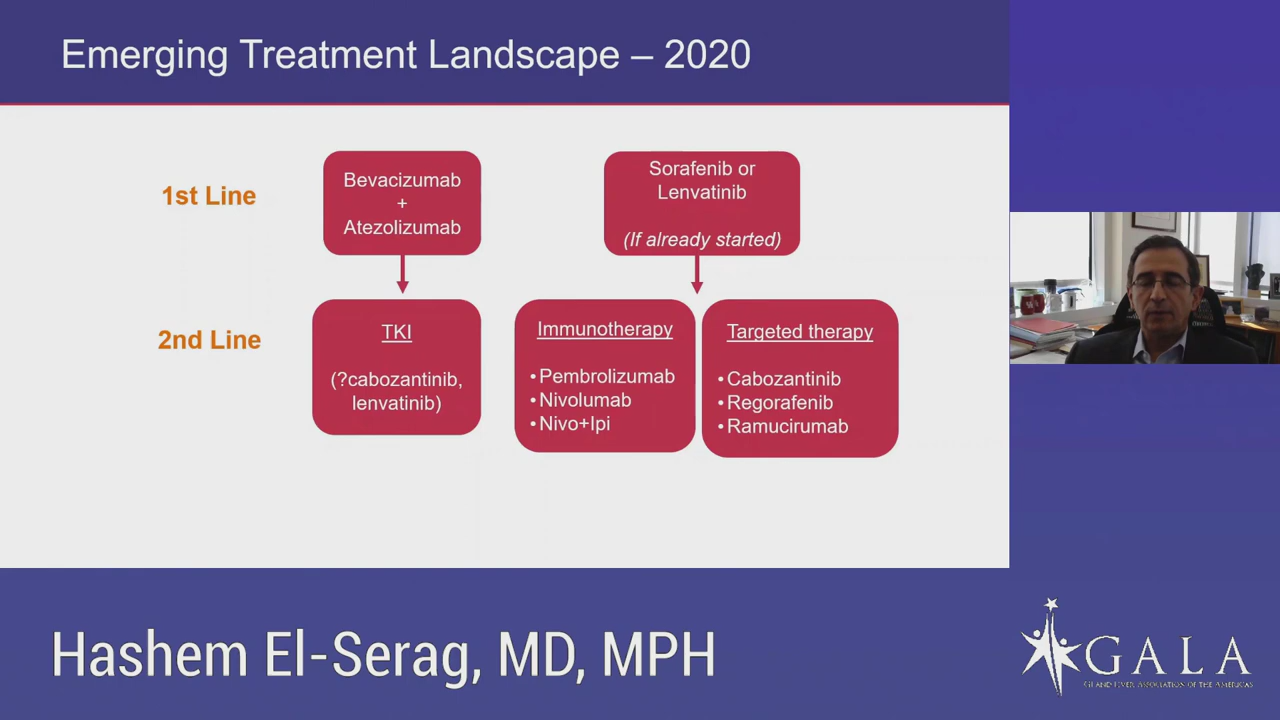 Emerging Treatment Landscape – 2020
1st Line
Bevacizumab
+
Atezolizumab
Sorafenib or
Lenvatinib
(If already started)
2nd Line
TKI
(?cabozantinib,
lenvatinib)
Immunotherapy
•Pembrolizumab
•Nivolumab
•Nivo+Ipi
Targeted therapy
•Cabozantinib
•Regorafenib
•Ramucirumab
Hashem El-Serag, MD, MPH
GALA
GI AND LIVER ASSOCIATION OF THE AMERICAS